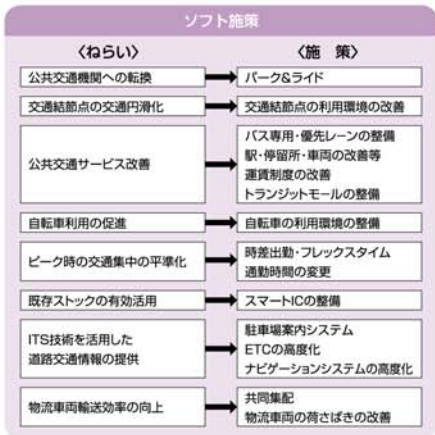 ソフト施策
〈ねらい〉
〈施　策〉
公共交通機関への転換
パーク&ライド
交通結節点の交通円滑化
交通結節点の利用環境の改善
公共交通サービス改善
バス専用・優先レーンの整備
駅・停留所・車両の改善等
運賃制度の改善
トランジットモールの整備
自転車利用の促進
自転車の利用環境の整備
ピーク時の交通集中の平準化
時差出勤・フレックスタイム
通勤時間の変更
既存ストックの有効活用
スマートICの整備
ITS技術を活用した
道路交通情報の提供
駐車場案内システム
ETCの高度化
ナビゲーションシステムの高度化
物流車両輸送効率の向上
共同集配
物流車両の荷さばきの改善